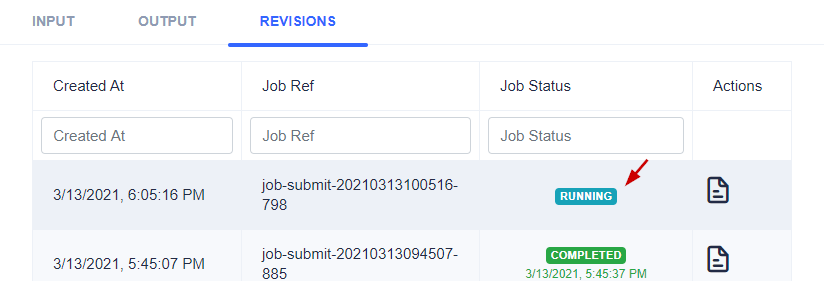 INPUT OUTPUT REVISIONS
Created At Job Ref Job Status Actions
Created At Job Ref Job Status
3/13/2021, 6:05:16 PM job-submit-20210313100516-798 RUNNING
3/13/2021, 5:45:07 PM job-submit-20210313094507-885 COMPLETED
3/13/2021, 5:45:37 PM